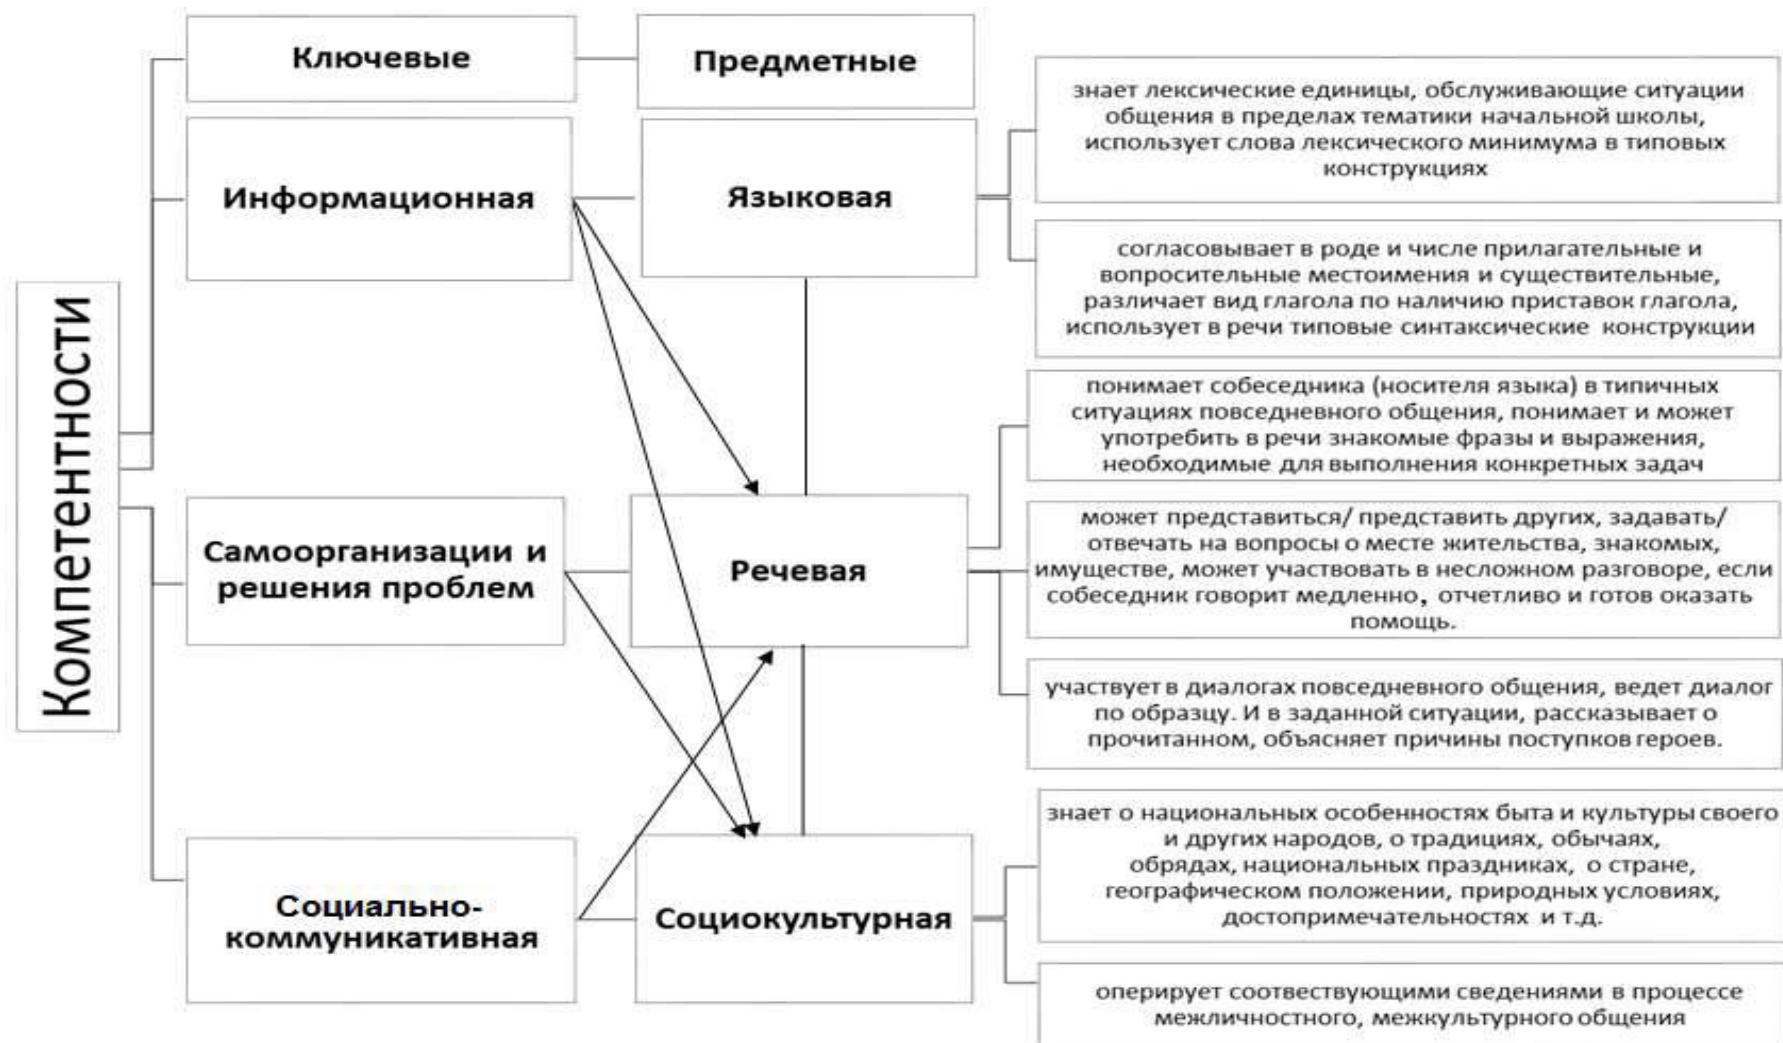 Компетентности
Ключевые
Предметные
Информационная
Языковая
знает лексические единицы, обслуживающие ситуации
общения в пределах тематики начальной школы,
использует слова лексического минимума в типовых
конструкциях
согласовывает в роде и числе прилагательные и
вопросительные местоимения и существительные,
различает вид глагола по наличию приставок глагола,
использует в речи типовые синтаксические конструкции
Самоорганизации и
решения проблем
Речевая
понимает собеседника (носителя языка) в типичных
ситуациях повседневного общения, понимает и может
употребить в речи знакомые фразы и выражения,
необходимые для выполнения конкретных задач
может представиться/ представить других, задавать/
отвечать на вопросы о месте жительства, знакомых,
имуществе, может участвовать в несложном разговоре, если
собеседник говорит медленно, отчетливо и готов оказать
помощь.
участвует в диалогах повседневного общения, ведет диалог
по образцу. И в заданной ситуации, рассказывает о
прочитанном, объясняет причины поступков героев.
Социально-
коммуникативная
Социокультурная
знает о национальных особенностях быта и культуры своего
и других народов, о традициях, обычаях,
обрядах, национальных праздниках, о стране,
географическом положении, природных условиях,
достопримечательностях и т.д.
оперирует соотвествующими сведениями в процессе
межличностного, межкультурного общения